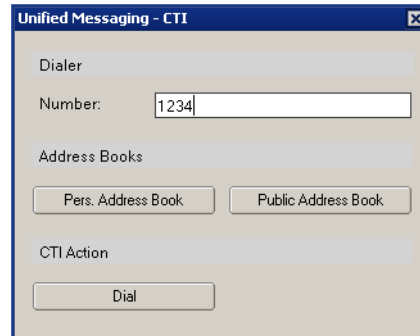 Unified Messaging - CTI
Dialer
Number: 1234
Address Books
Pers. Address Book Public Address Book
CTI Action
Dial